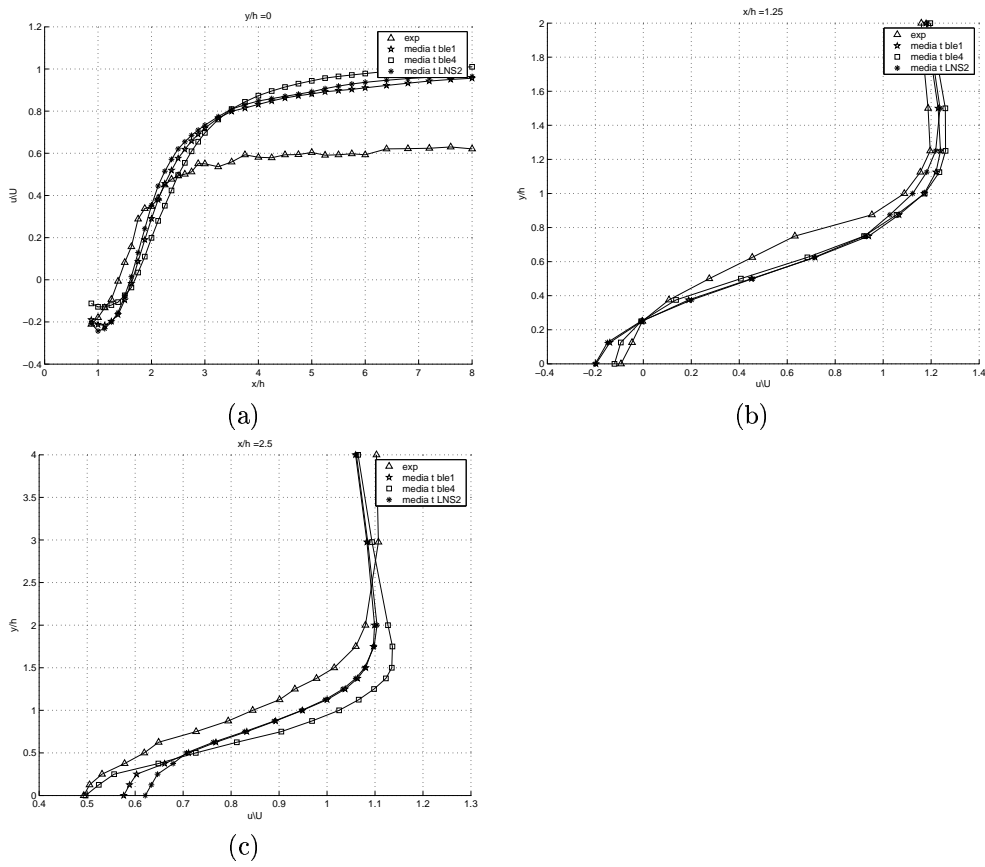 y/h =0
1.2
1
0.8
0.6
0.4
0.2
0
−0.2
−0.4
u\U
0 1 2 3 4 5 6 7 8
x/h
exp
media t ble1
media t ble4
media t LNS2
(a)
x/h =1.25
2
1.8
1.6
1.4
1.2
1
0.8
0.6
0.4
0.2
0
y/h
−0.4 −0.2 0 0.2 0.4 0.6 0.8 1 1.2 1.4
u\U
exp
media t ble1
media t ble4
media t LNS2
(b)
x/h =2.5
4
3.5
3
2.5
2
1.5
1
0.5
0
y/h
0.4 0.5 0.6 0.7 0.8 0.9 1 1.1 1.2 1.3
u\U
exp
media t ble1
media t ble4
media t LNS2
(c)